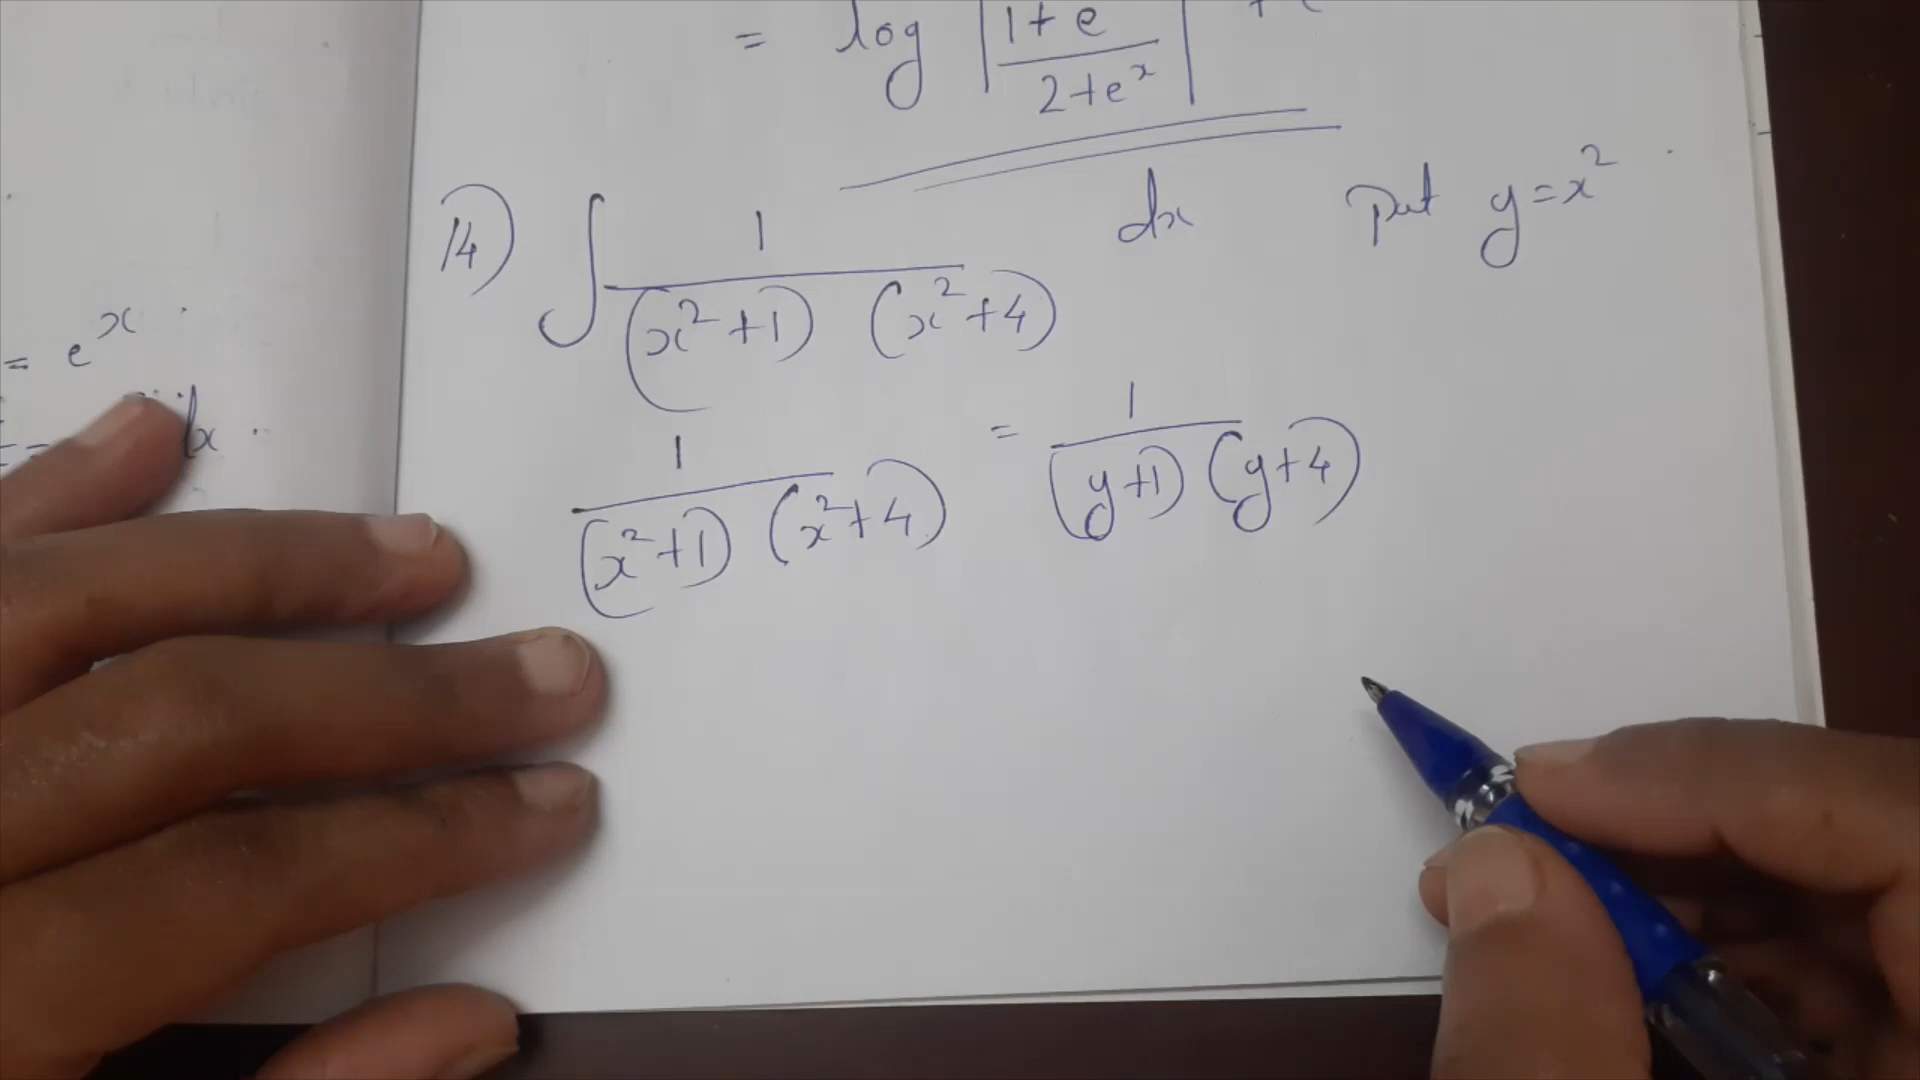 = log |1+e / 2+e^x| +
= e^x .
14) ∫ 1 / (x²+1) (x²+4) dx Put y=x² .
1 / (x²+1) (x²+4) = 1 / (y+1) (y+4)